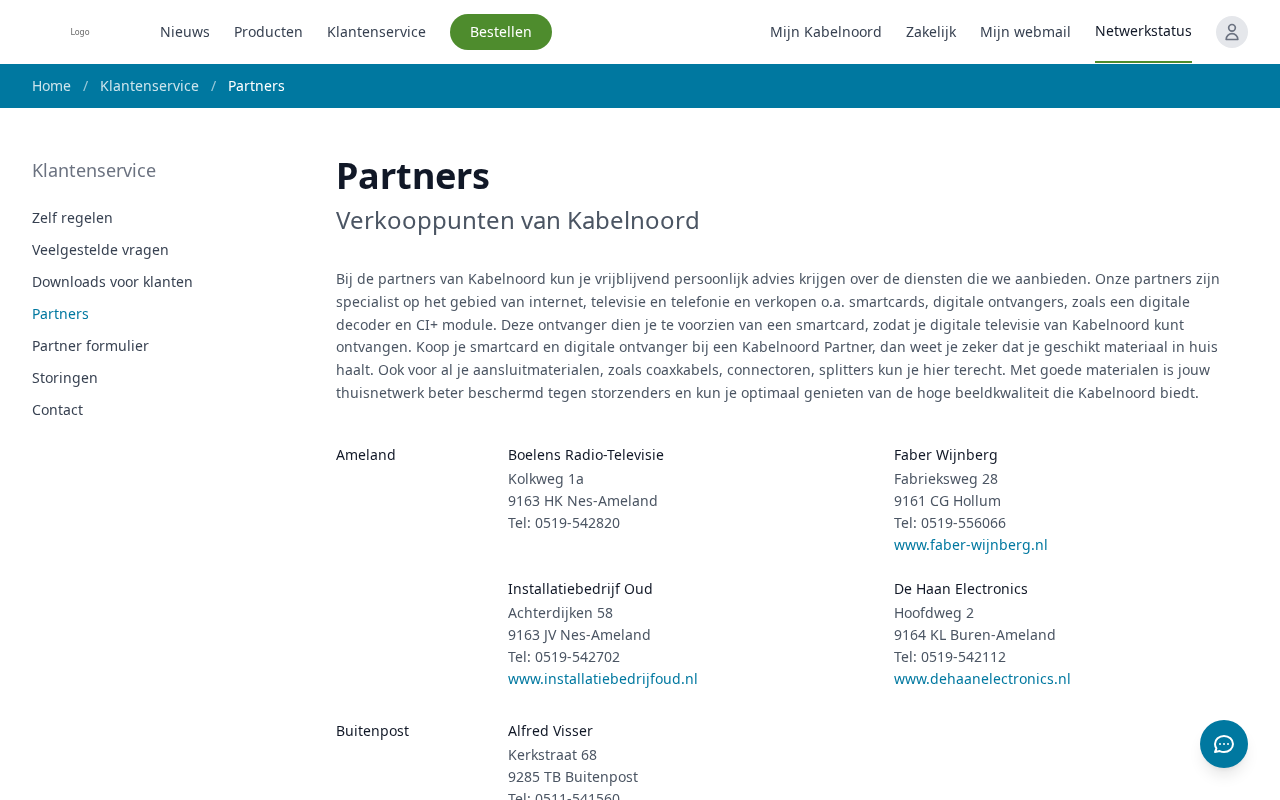 Logo
Nieuws
Producten
Klantenservice
Bestellen
Mijn Kabelnoord
Zakelijk
Mijn webmail
Netwerkstatus
Home / Klantenservice / Partners
Klantenservice
Zelf regelen
Veelgestelde vragen
Downloads voor klanten
Partners
Partner formulier
Storingen
Contact
Partners
Verkooppunten van Kabelnoord
Bij de partners van Kabelnoord kun je vrijblijvend persoonlijk advies krijgen over de diensten die we aanbieden. Onze partners zijn
specialist op het gebied van internet, televisie en telefonie en verkopen o.a. smartcards, digitale ontvangers, zoals een digitale
decoder en CI+ module. Deze ontvanger dien je te voorzien van een smartcard, zodat je digitale televisie van Kabelnoord kunt
ontvangen. Koop je smartcard en digitale ontvanger bij een Kabelnoord Partner, dan weet je zeker dat je geschikt materiaal in huis
haalt. Ook voor al je aansluitmaterialen, zoals coaxkabels, connectoren, splitters kun je hier terecht. Met goede materialen is jouw
thuisnetwerk beter beschermd tegen storzenders en kun je optimaal genieten van de hoge beeldkwaliteit die Kabelnoord biedt.
Ameland
Boelens Radio-Televisie
Kolkweg 1a
9163 HK Nes-Ameland
Tel: 0519-542820
Faber Wijnberg
Fabrieksweg 28
9161 CG Hollum
Tel: 0519-556066
www.faber-wijnberg.nl
Installatiebedrijf Oud
Achterdijken 58
9163 JV Nes-Ameland
Tel: 0519-542702
www.installatiebedrijfoud.nl
De Haan Electronics
Hoofdweg 2
9164 KL Buren-Ameland
Tel: 0519-542112
www.dehaanelectronics.nl
Buitenpost
Alfred Visser
Kerkstraat 68
9285 TB Buitenpost
Tel: 0511-541560